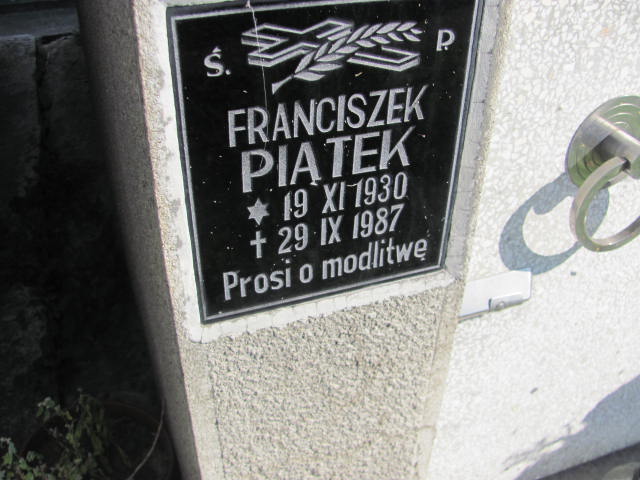 Ś. P.
FRANCISZEK
PIĄTEK
19 XI 1930
† 29 IX 1987
Prosi o modlitwę